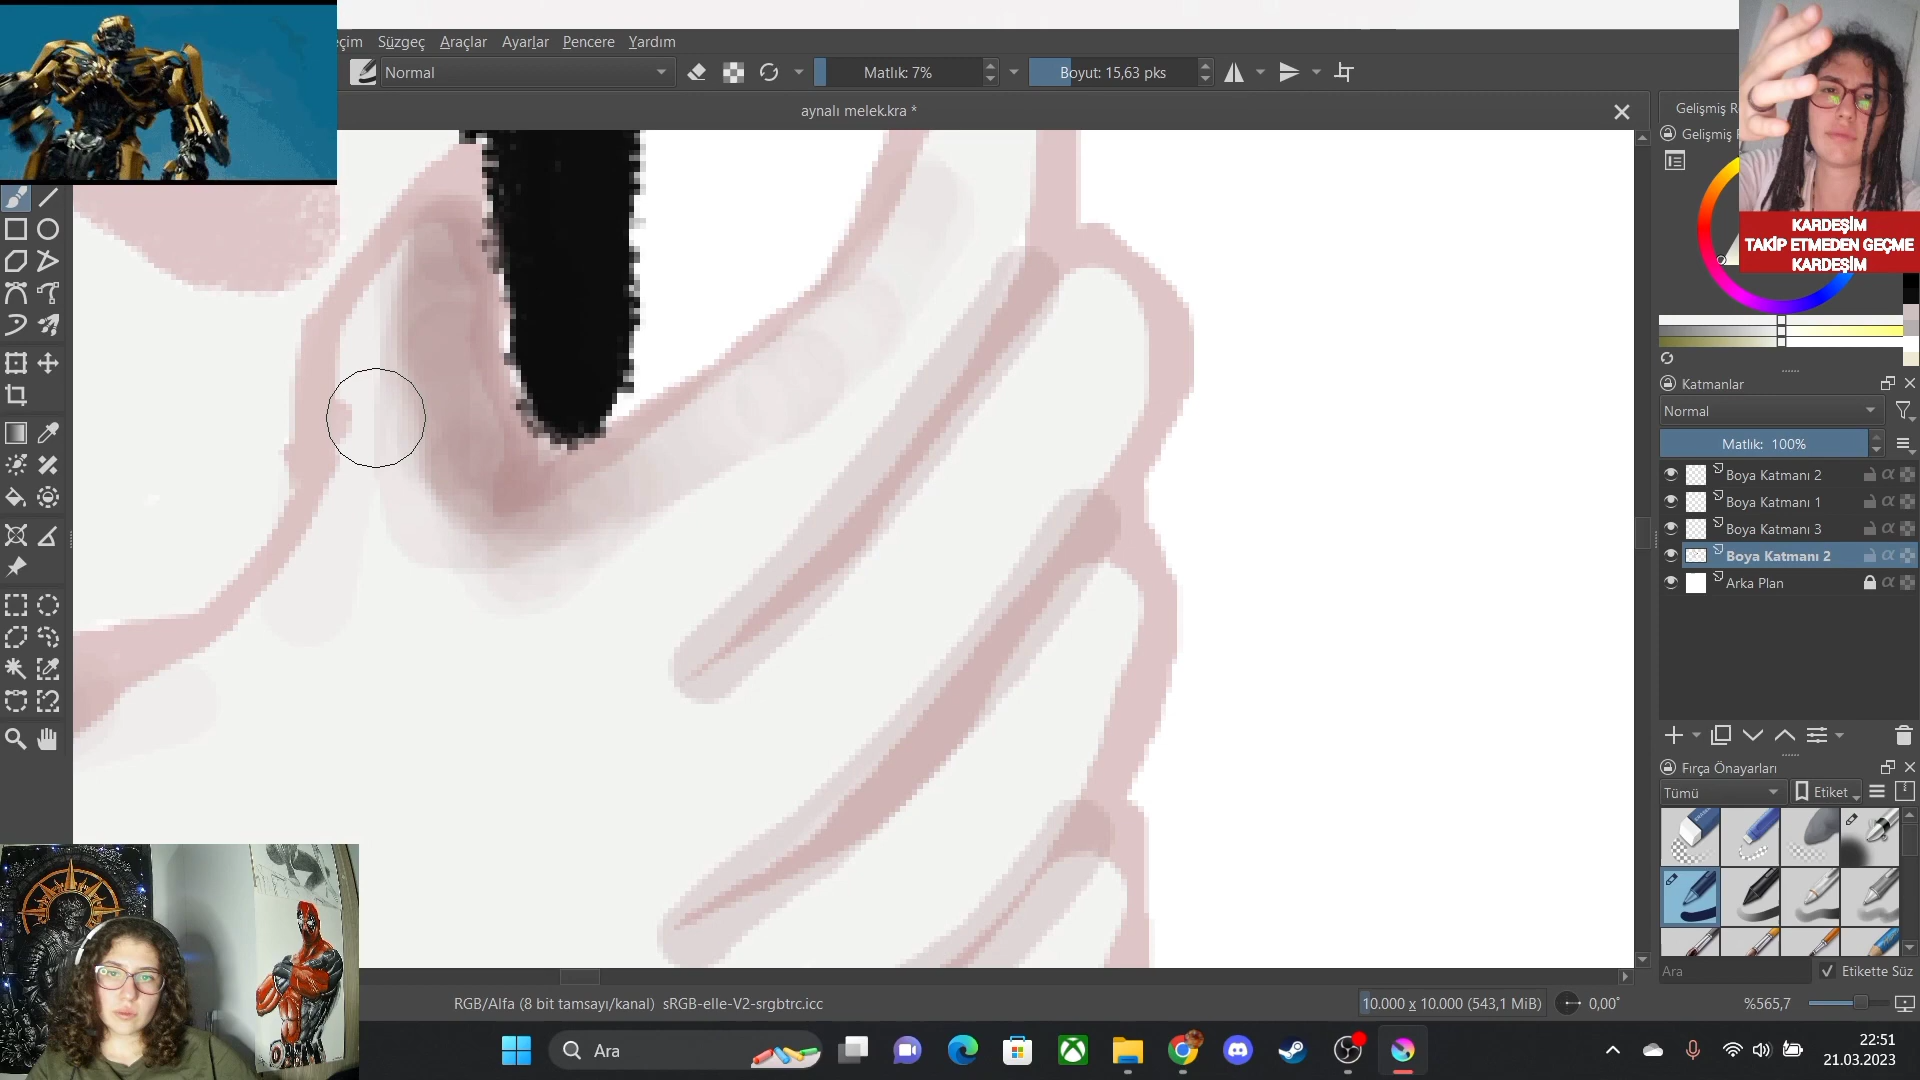 eçim Süzgeç Araçlar Ayarlar Pencere Yardım
Normal
Matlık: 7%
Boyut: 15,63 pks
aynalı melek.kra *
Gelişmiş R
Gelişmiş
KARDEŞİM
TAKİP ETMEDEN GEÇME
KARDEŞİM
Katmanlar
Normal
Matlık: 100%
Boya Katmanı 2
Boya Katmanı 1
Boya Katmanı 3
Boya Katmanı 2
Arka Plan
Fırça Önayarları
Tümü
Etiket
Ara
Etikette Süz
RGB/Alfa (8 bit tamsayı/kanal) sRGB-elle-V2-srgbtrc.icc
10.000 x 10.000 (543,1 MiB)
0,00°
%565,7
Ara
22:51
21.03.2023